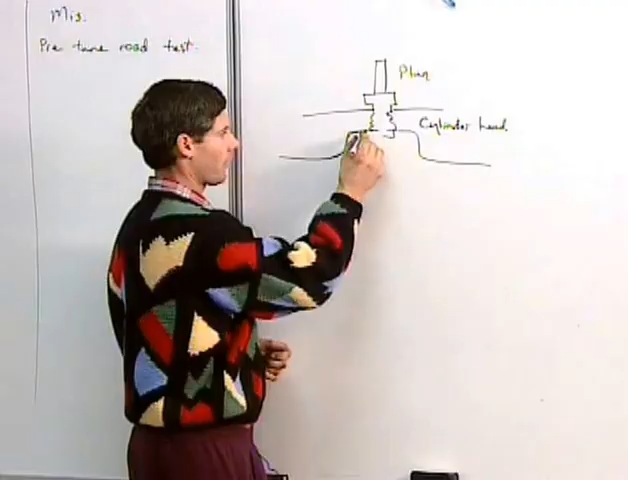 Mis.
Pre tune road test.
Plug
Cylinder head